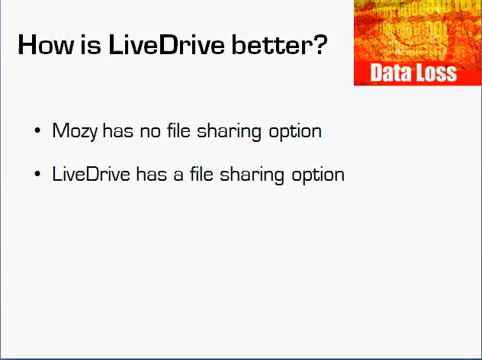 How is LiveDrive better?
Data Loss
• Mozy has no file sharing option
• LiveDrive has a file sharing option